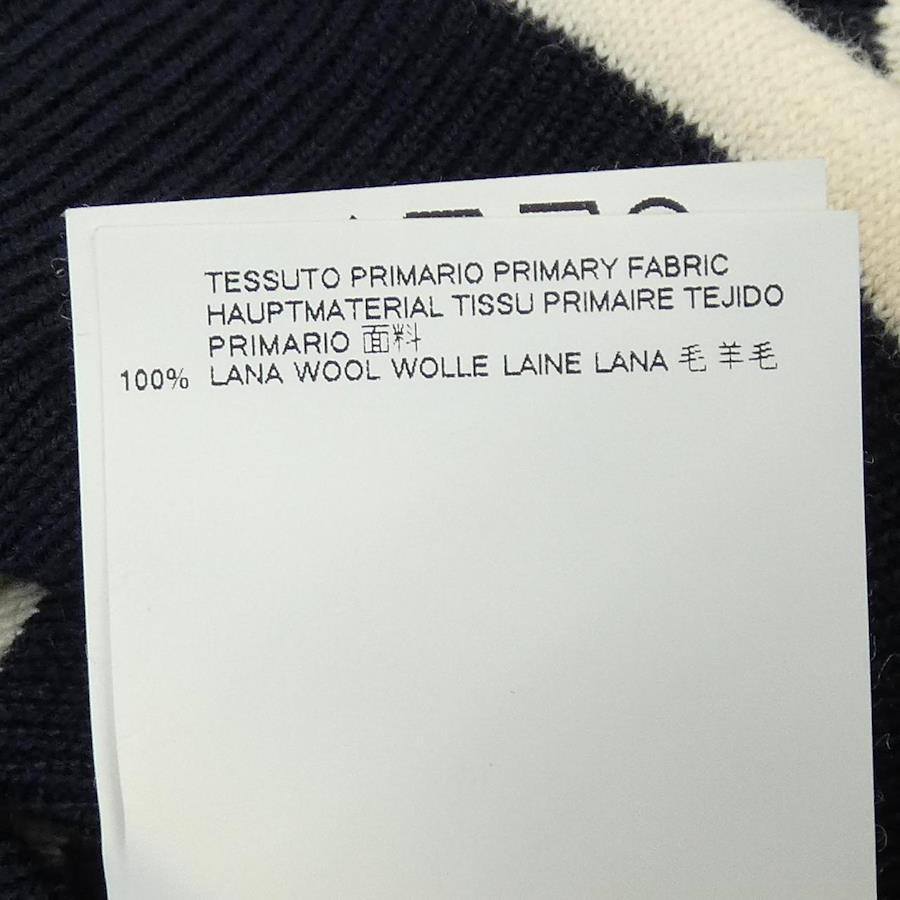 TESSUTO PRIMARIO PRIMARY FABRIC
HAUPTMATERIAL TISSU PRIMAIRE TEJIDO
PRIMARIO 面料
100% LANA WOOL WOLLE LAINE LANA 毛 羊毛